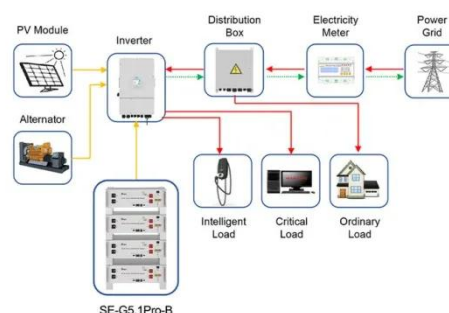 PV Module
Inverter
Distribution
Box
Electricity
Meter
Power
Grid
Alternator
Intelligent
Load
Critical
Load
Ordinary
Load
SE-G5.1Pro-B